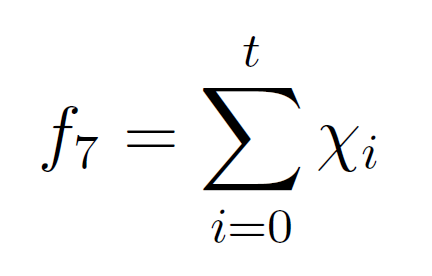 $f_7 = \sum_{i=0}^{t} \chi_i$